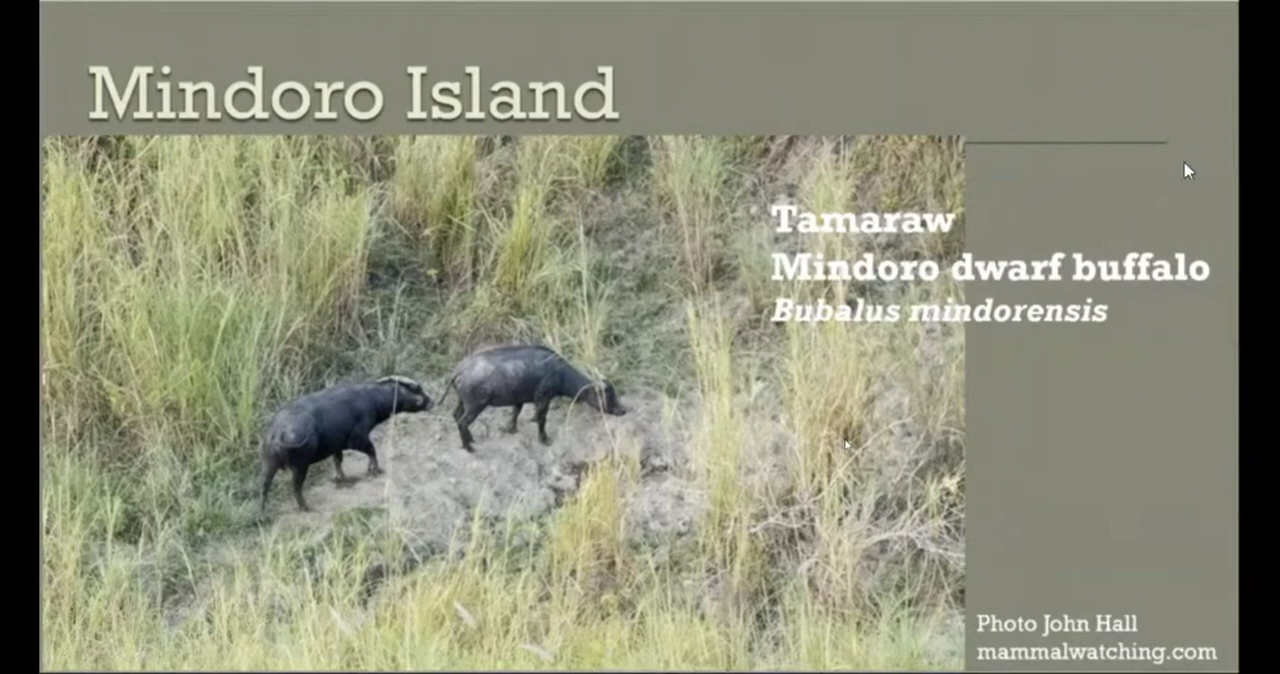 Mindoro Island
Tamaraw
Mindoro dwarf buffalo
Bubalus mindorensis
Photo John Hall
mammalwatching.com